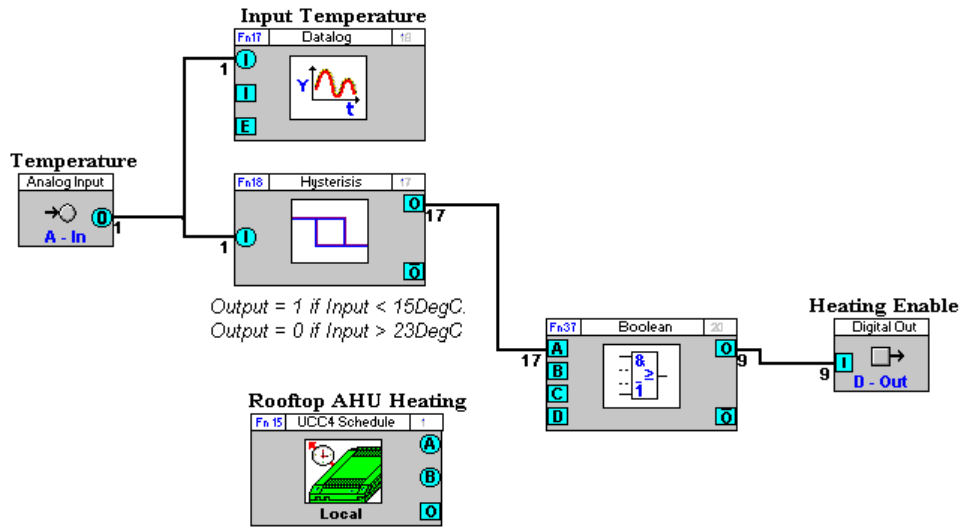 Input Temperature
Fn17 Datalog 18
1 I
Y
t
I
E
Temperature
Analog Input
O
1
A - In
Fn18 Hysterisis 17
O
17
1 I
O
Output = 1 if Input < 15DegC.
Output = 0 if Input > 23DegC
Fn37 Boolean 20
17 A
B
C
D
&
≥
1
O
9
O
Heating Enable
Digital Out
9 I
D - Out
Rooftop AHU Heating
Fn 15 UCC4 Schedule 1
A
B
O
Local